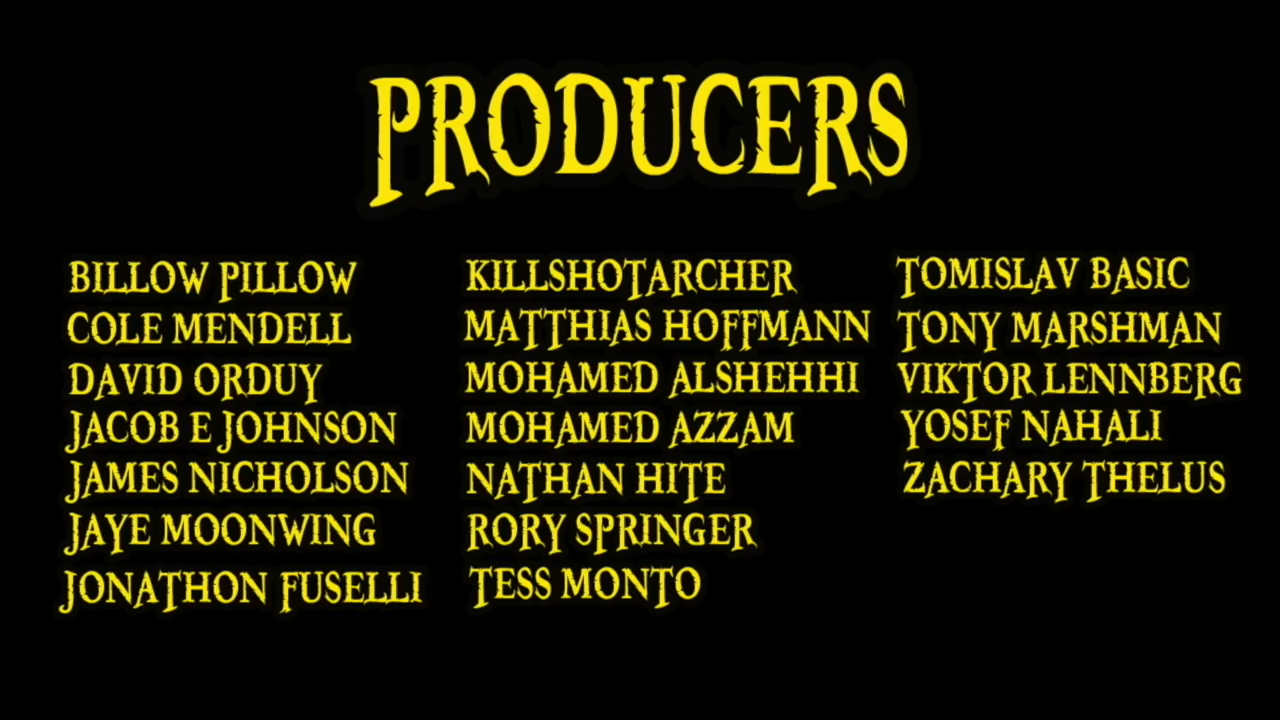 PRODUCERS
BILLOW PILLOW
COLE MENDELL
DAVID ORDUY
JACOB E JOHNSON
JAMES NICHOLSON
JAYE MOONWING
JONATHON FUSELLI
KILLSHOTARCHER
MATTHIAS HOFFMANN
MOHAMED ALSHEHHI
MOHAMED AZZAM
NATHAN HITE
RORY SPRINGER
TESS MONTO
TOMISLAV BASIC
TONY MARSHMAN
VIKTOR LENNBERG
YOSEF NAHALI
ZACHARY THELUS